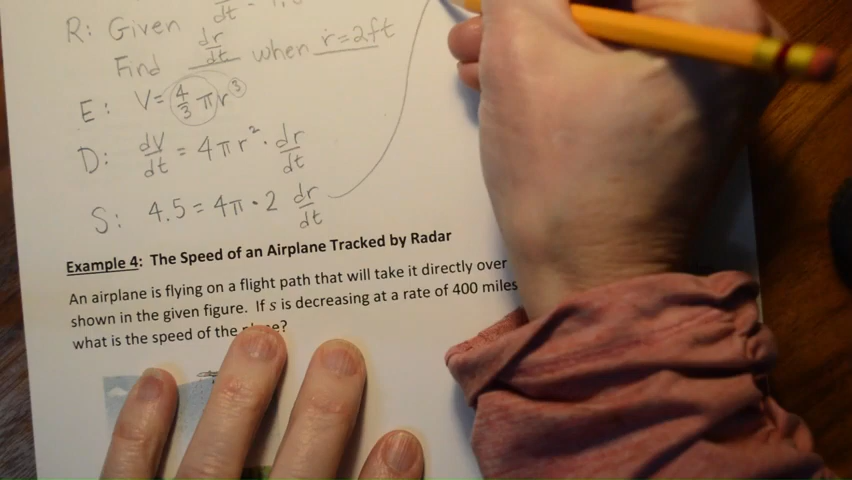 dt
R: Given
Find dr/dt when r = 2ft
E: V = 4/3 πr³
D: dV/dt = 4πr² · dr/dt
S: 4.5 = 4π · 2 dr/dt
Example 4: The Speed of an Airplane Tracked by Radar
An airplane is flying on a flight path that will take it directly over
shown in the given figure. If s is decreasing at a rate of 400 miles
what is the speed of the